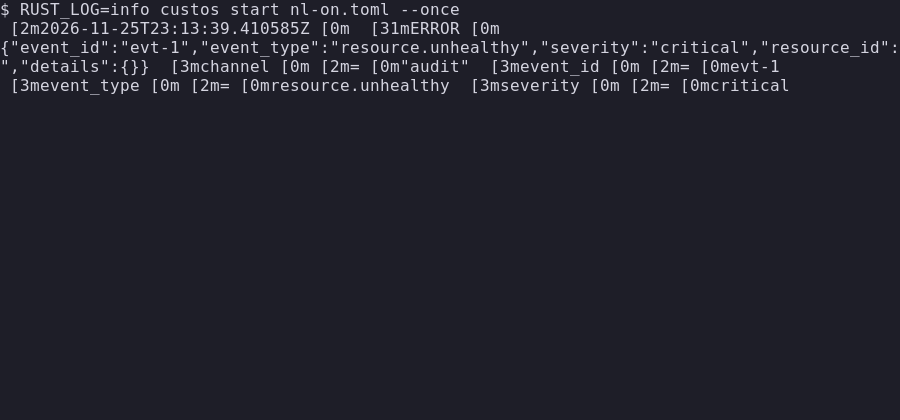 $ RUST_LOG=info custos start nl-on.toml --once
[2m2026-11-25T23:13:39.410585Z [0m  [31mERROR [0m
{"event_id":"evt-1","event_type":"resource.unhealthy","severity":"critical","resource_id":
","details":{}}  [3mchannel [0m [2m= [0m"audit"  [3mevent_id [0m [2m= [0mevt-1
[3mevent_type [0m [2m= [0mresource.unhealthy  [3mseverity [0m [2m= [0mcritical